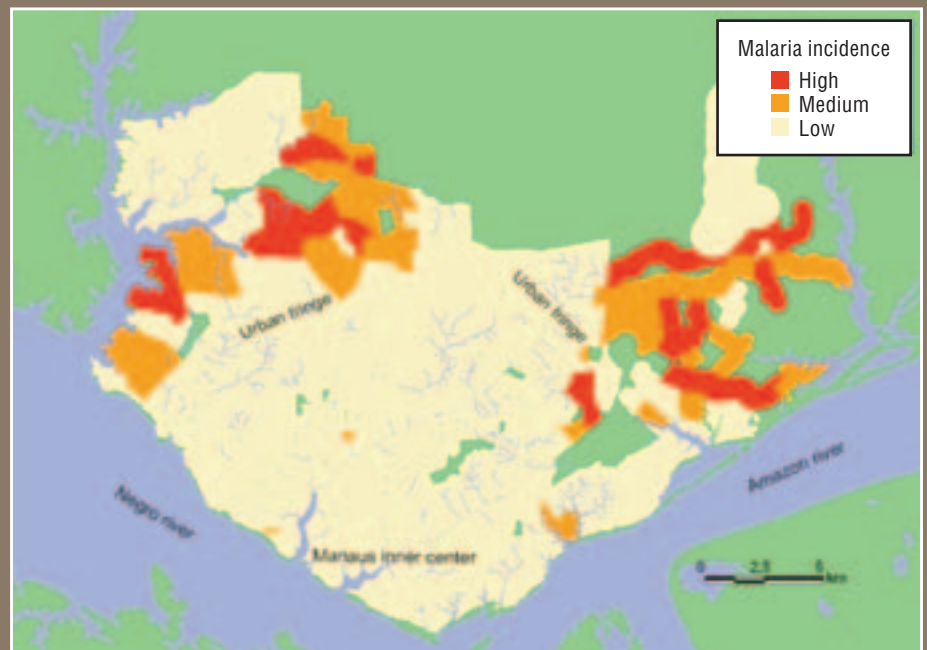 Malaria incidence
High
Medium
Low
Urban fringe
Urban fringe
Negro river
Manaus inner center
Amazon river
0 2.5 5
km